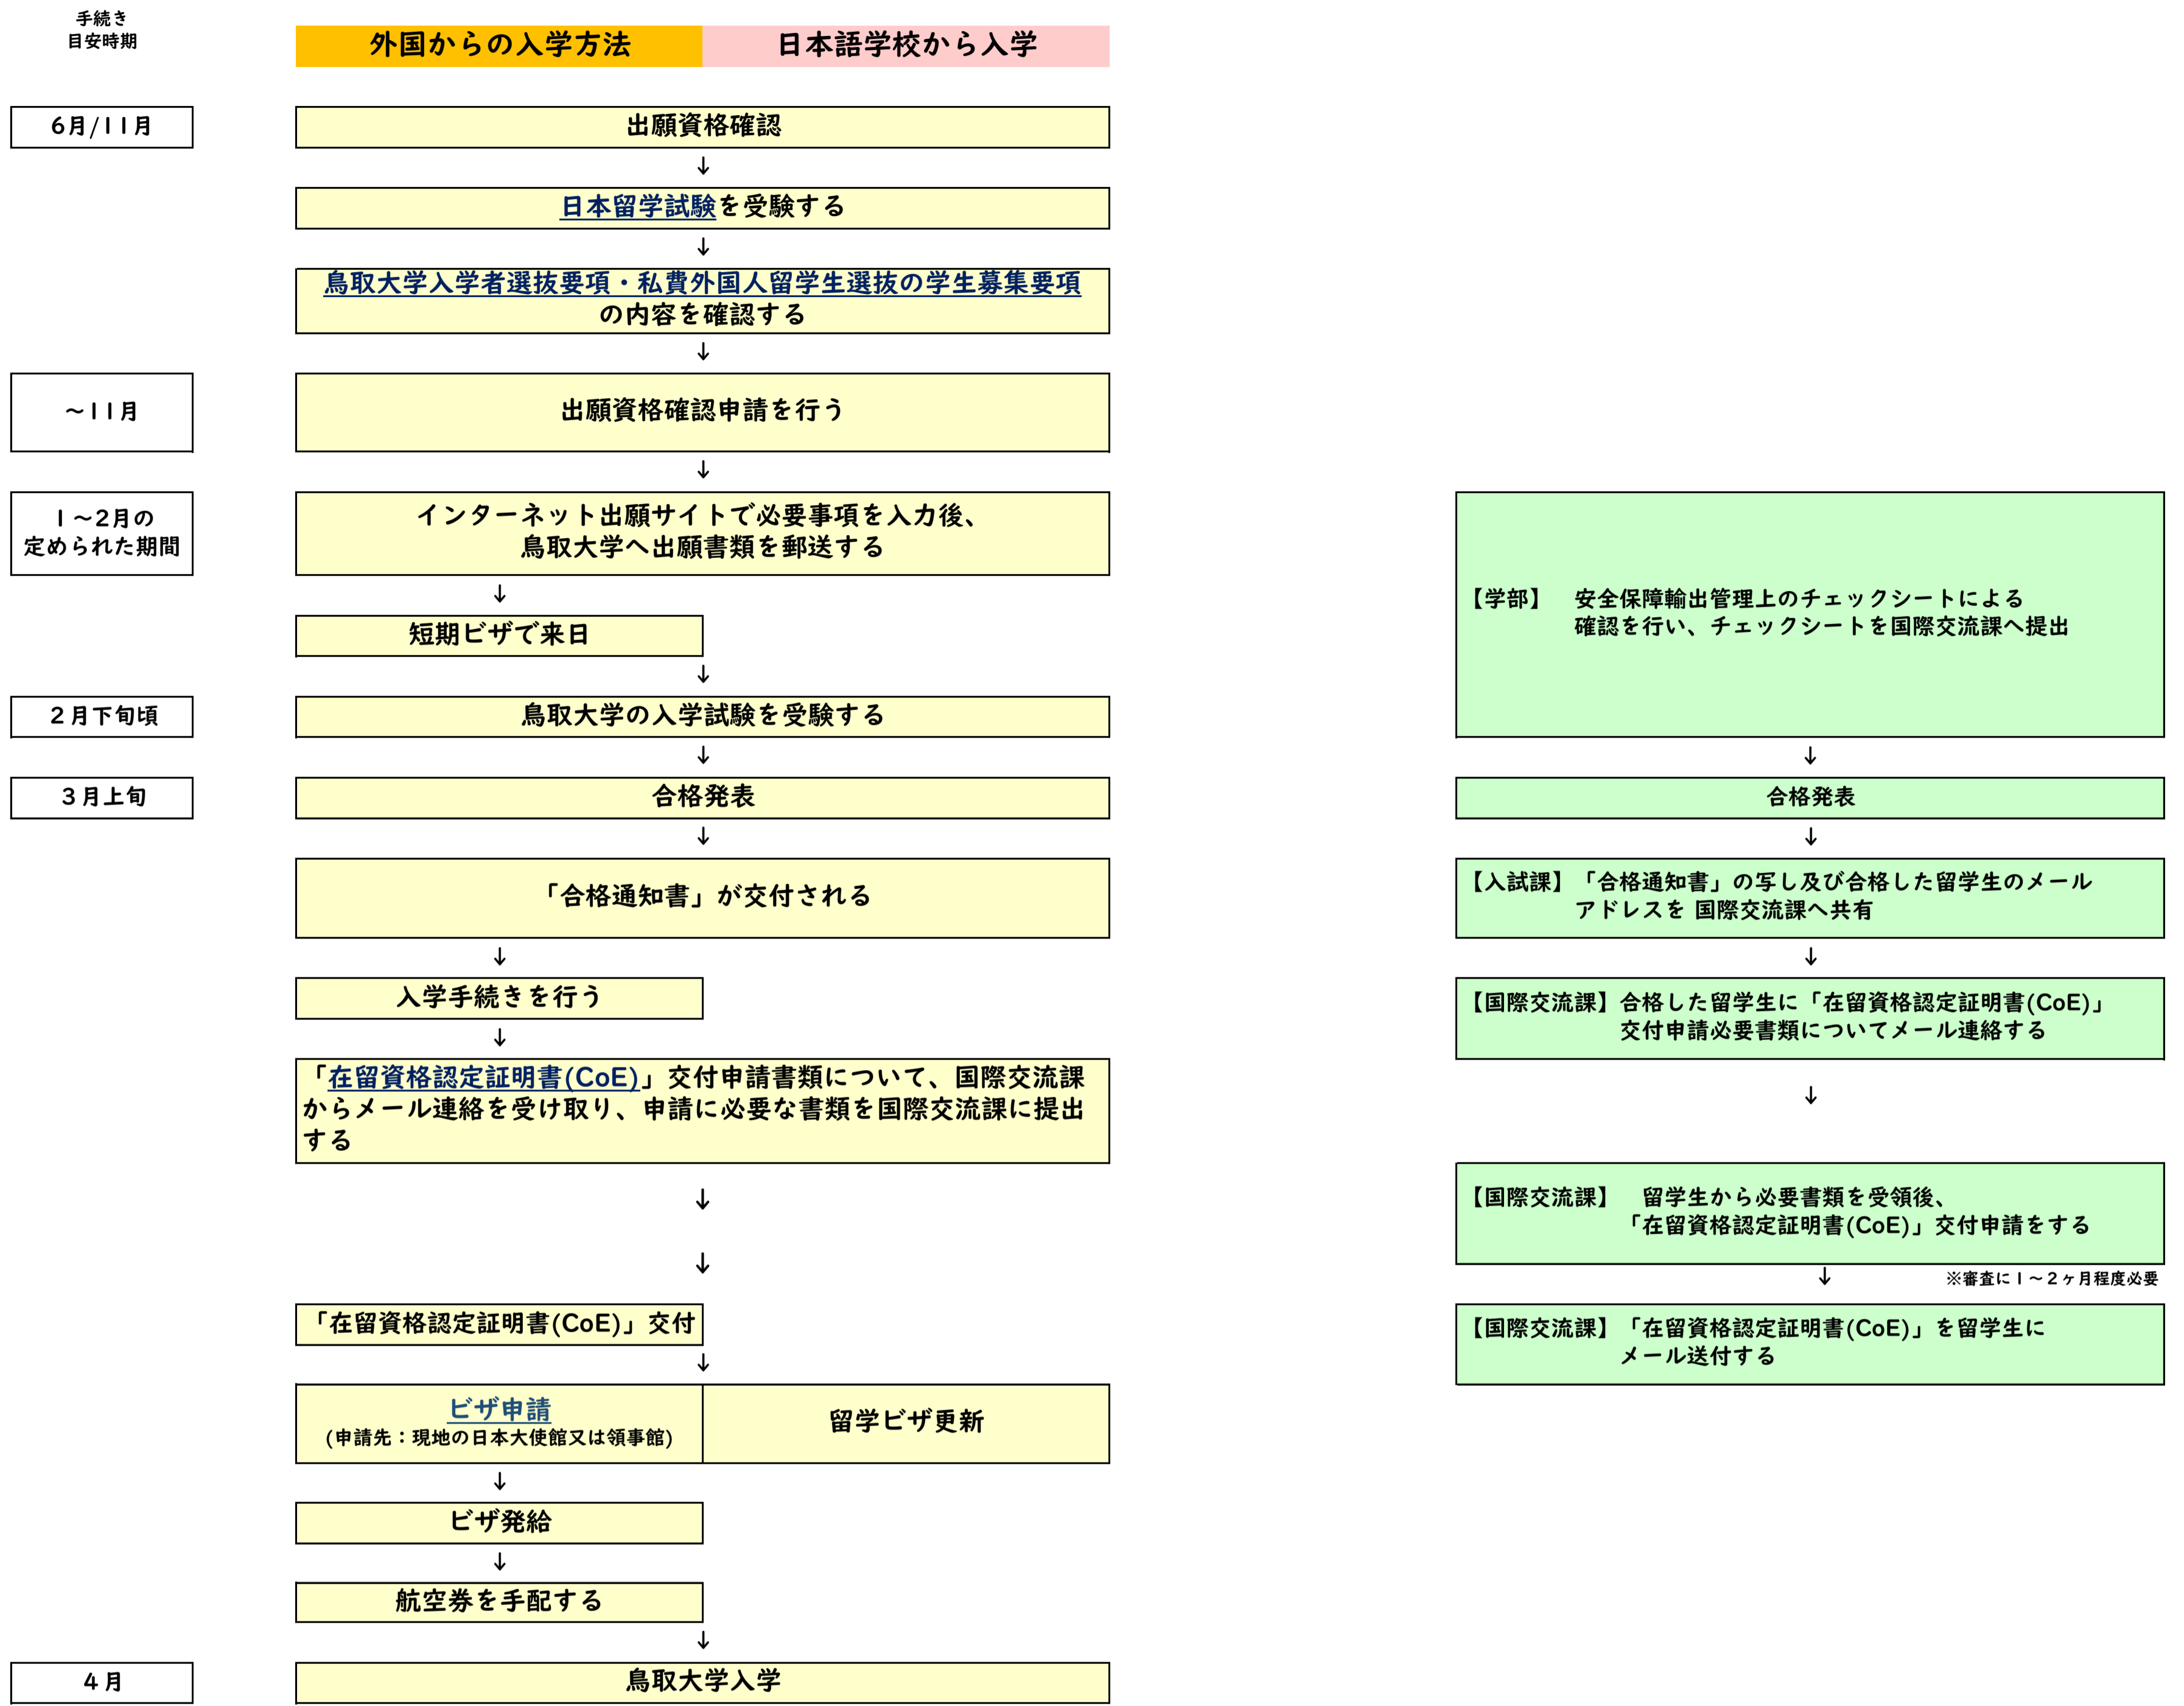 手続き
目安時期
外国からの入学方法
日本語学校から入学
6月/11月
出願資格確認
↓
日本留学試験を受験する
↓
鳥取大学入学者選抜要項・私費外国人留学生選抜の学生募集要項
の内容を確認する
↓
～11月
出願資格確認申請を行う
↓
1～2月の
定められた期間
インターネット出願サイトで必要事項を入力後、
鳥取大学へ出願書類を郵送する
↓
短期ビザで来日
↓
2月下旬頃
鳥取大学の入学試験を受験する
↓
3月上旬
合格発表
↓
「合格通知書」が交付される
↓
入学手続きを行う
↓
「在留資格認定証明書(CoE)」交付申請書類について、国際交流課
からメール連絡を受け取り、申請に必要な書類を国際交流課に提出
する
↓
↓
「在留資格認定証明書(CoE)」交付
↓
ビザ申請
(申請先：現地の日本大使館又は領事館)
留学ビザ更新
↓
ビザ発給
↓
航空券を手配する
↓
4月
鳥取大学入学
【学部】　安全保障輸出管理上のチェックシートによる
確認を行い、チェックシートを国際交流課へ提出
↓
合格発表
↓
【入試課】「合格通知書」の写し及び合格した留学生のメール
アドレスを 国際交流課へ共有
↓
【国際交流課】合格した留学生に「在留資格認定証明書(CoE)」
交付申請必要書類についてメール連絡する
↓
【国際交流課】　留学生から必要書類を受領後、
「在留資格認定証明書(CoE)」交付申請をする
↓
※審査に1～2ヶ月程度必要
【国際交流課】「在留資格認定証明書(CoE)」を留学生に
メール送付する